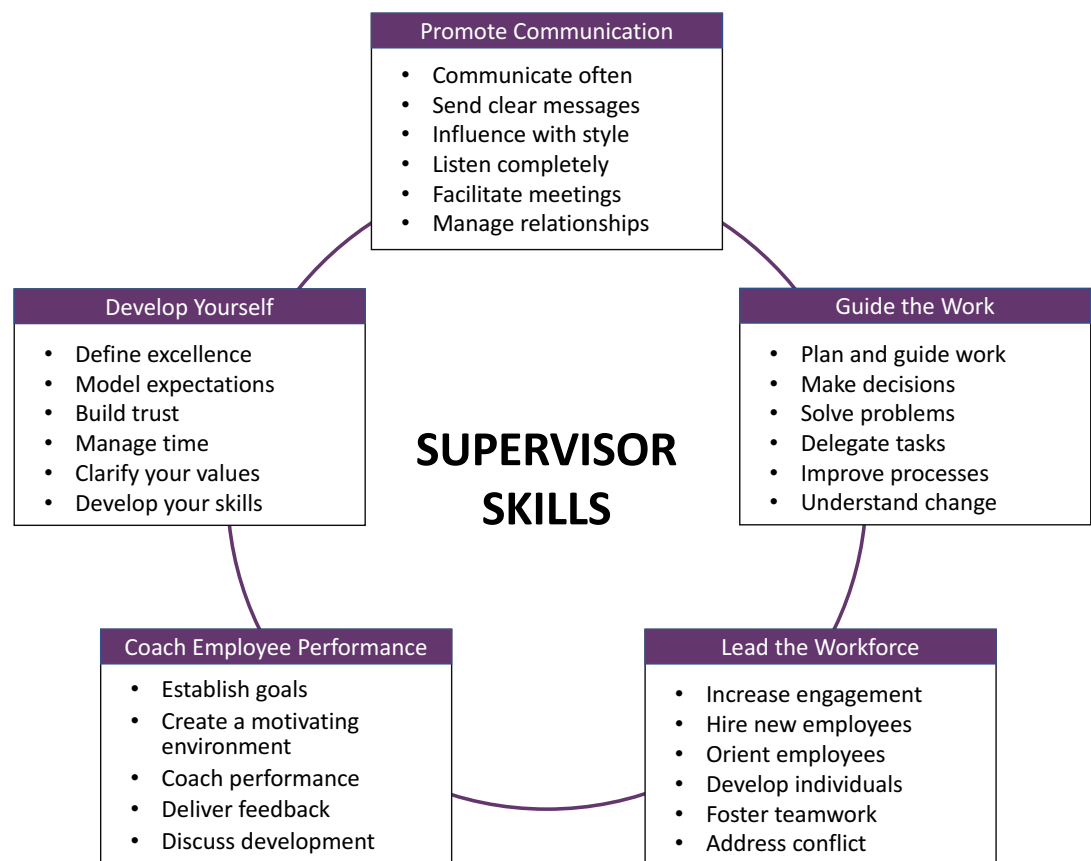 Promote Communication
• Communicate often
• Send clear messages
• Influence with style
• Listen completely
• Facilitate meetings
• Manage relationships
Develop Yourself
• Define excellence
• Model expectations
• Build trust
• Manage time
• Clarify your values
• Develop your skills
Guide the Work
• Plan and guide work
• Make decisions
• Solve problems
• Delegate tasks
• Improve processes
• Understand change
SUPERVISOR
SKILLS
Coach Employee Performance
• Establish goals
• Create a motivating
environment
• Coach performance
• Deliver feedback
• Discuss development
Lead the Workforce
• Increase engagement
• Hire new employees
• Orient employees
• Develop individuals
• Foster teamwork
• Address conflict